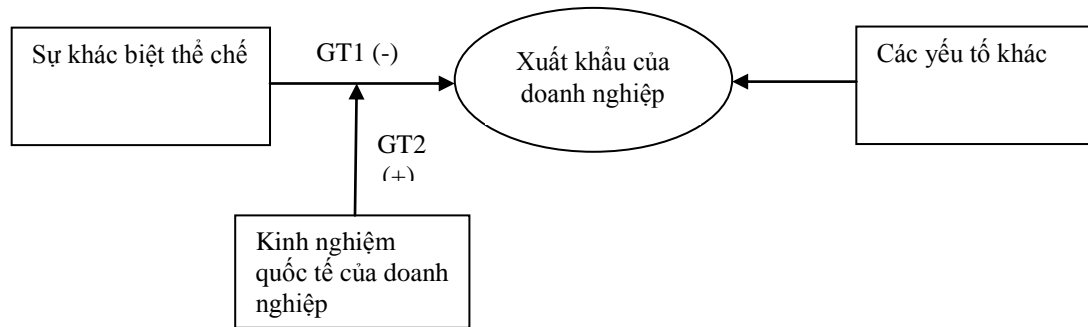 Sự khác biệt thể chế
GT1 (-)
Xuất khẩu của
doanh nghiệp
Các yếu tố khác
GT2
(+)
Kinh nghiệm
quốc tế của doanh
nghiệp